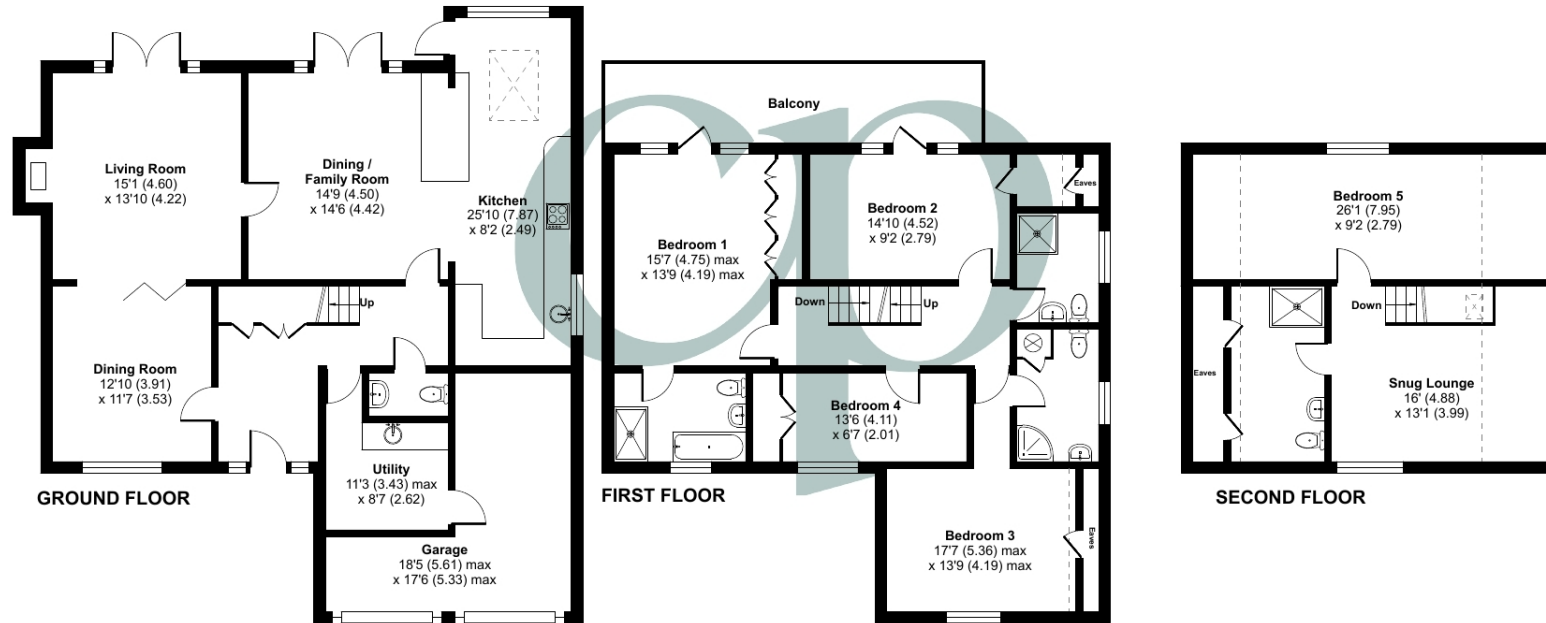 Living Room
15'1 (4.60)
x 13'10 (4.22)
Dining /
Family Room
14'9 (4.50)
x 14'6 (4.42)
Kitchen
25'10 (7.87)
x 8'2 (2.49)
Up
Dining Room
12'10 (3.91)
x 11'7 (3.53)
Utility
11'3 (3.43) max
x 8'7 (2.62)
Garage
18'5 (5.61) max
x 17'6 (5.33) max
GROUND FLOOR
cp
Balcony
Bedroom 1
15'7 (4.75) max
x 13'9 (4.19) max
Bedroom 2
14'10 (4.52)
x 9'2 (2.79)
Eaves
Down
Up
Bedroom 4
13'6 (4.11)
x 6'7 (2.01)
Bedroom 3
17'7 (5.36) max
x 13'9 (4.19) max
Eaves
FIRST FLOOR
Bedroom 5
26'1 (7.95)
x 9'2 (2.79)
Down
Eaves
Snug Lounge
16' (4.88)
x 13'1 (3.99)
SECOND FLOOR